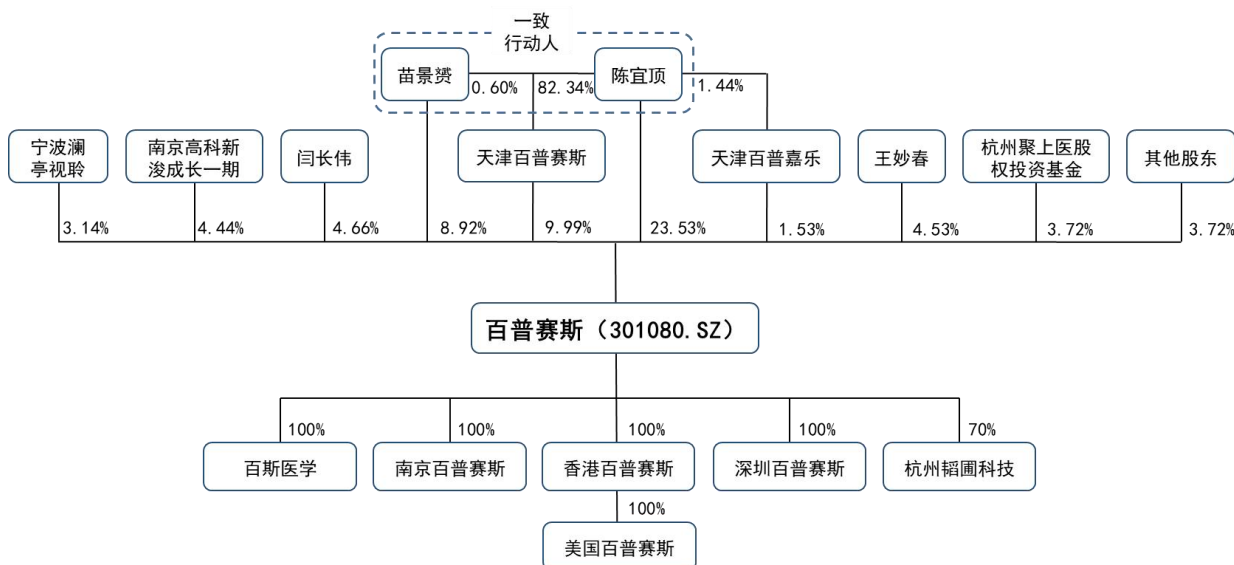 一致
行动人
苗景赟
陈宜顶
0.60%
82.34%
1.44%
宁波澜
亭视聆
南京高科新
浚成长一期
闫长伟
天津百普赛斯
天津百普嘉乐
王妙春
杭州聚上医股
权投资基金
其他股东
3.14%
4.44%
4.66%
8.92%
9.99%
23.53%
1.53%
4.53%
3.72%
3.72%
百普赛斯（301080.SZ）
100%
100%
100%
100%
70%
百斯医学
南京百普赛斯
香港百普赛斯
深圳百普赛斯
杭州韬圃科技
100%
美国百普赛斯